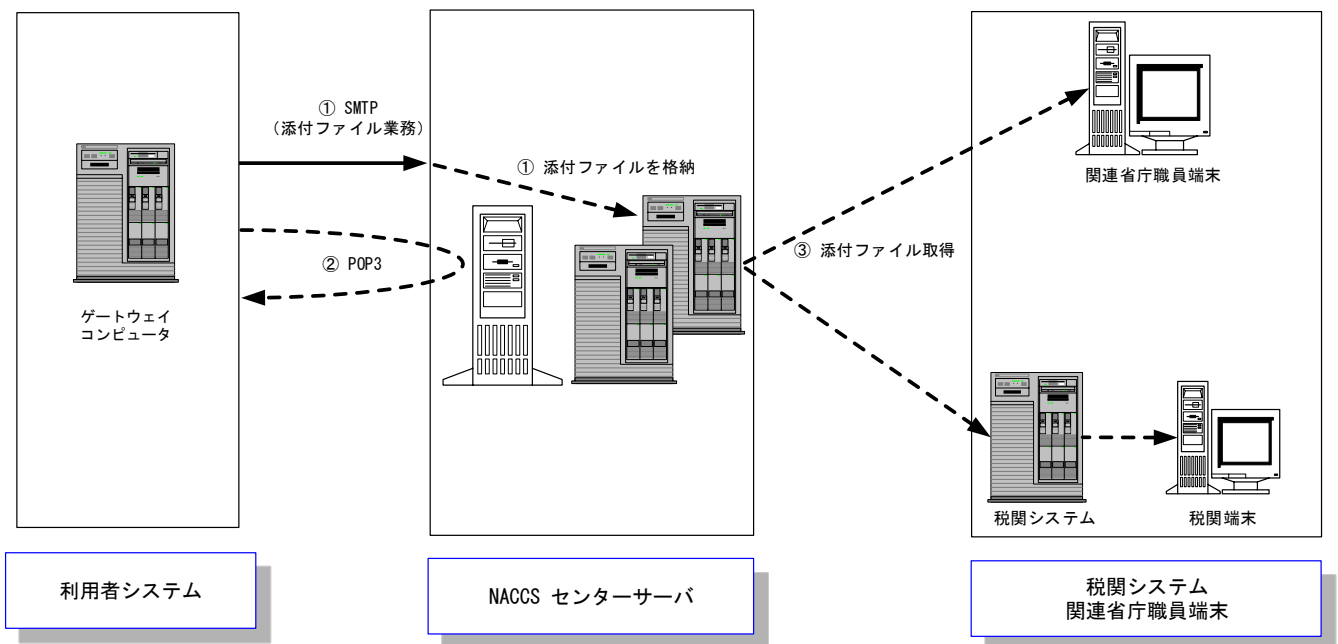 ① SMTP
(添付ファイル業務)
① 添付ファイルを格納
② POP3
ゲートウェイ
コンピュータ
③ 添付ファイル取得
関連省庁職員端末
税関システム
税関端末
利用者システム
NACCS センターサーバ
税関システム
関連省庁職員端末